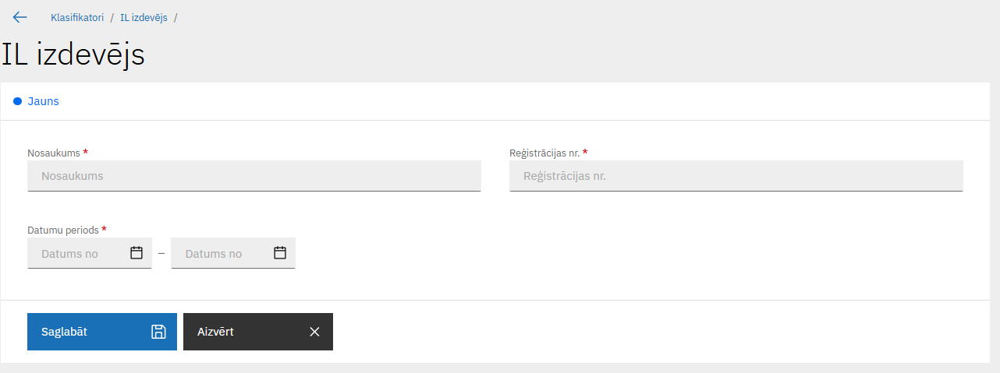 Klasifikatori / IL izdevējs /
IL izdevējs
Jauns
Nosaukums * Reģistrācijas nr. *
Nosaukums Reģistrācijas nr.
Datumu periods *
Datums no – Datums no
Saglabāt Aizvērt